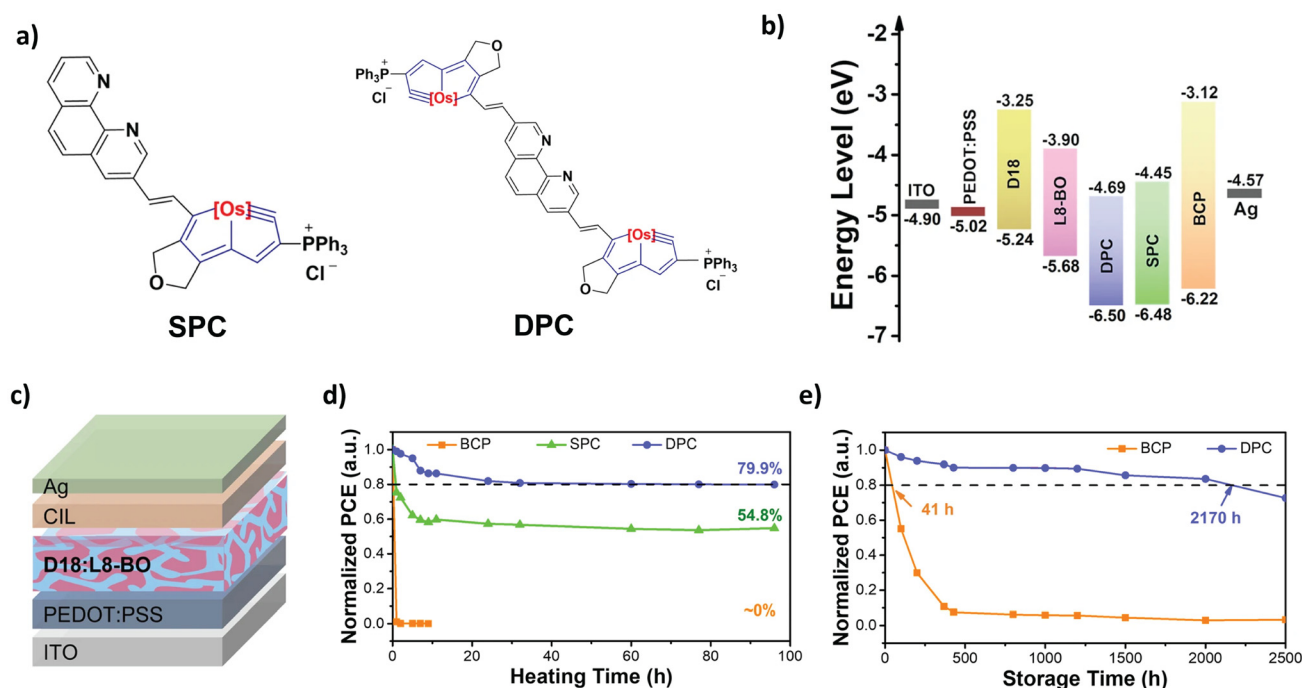 a)
N
N
[Os]
O
+
PPh3
Cl−
SPC
O
+
Ph3P
Cl−
[Os]
N
N
[Os]
O
+
PPh3
Cl−
DPC
b)
Energy Level (eV)
-2
-3
-4
-5
-6
-7
ITO
-4.90
PEDOT:PSS
-5.02
-3.25
D18
-5.24
-3.90
L8-BO
-5.68
-4.69
DPC
-6.50
-4.45
SPC
-6.48
-3.12
BCP
-6.22
-4.57
Ag
c)
Ag
CIL
D18:L8-BO
PEDOT:PSS
ITO
d)
Normalized PCE (a.u.)
1.0
0.8
0.6
0.4
0.2
0.0
BCP SPC DPC
79.9%
54.8%
~0%
0 20 40 60 80 100
Heating Time (h)
e)
Normalized PCE (a.u.)
1.0
0.8
0.6
0.4
0.2
0.0
BCP DPC
41 h
2170 h
0 500 1000 1500 2000 2500
Storage Time (h)